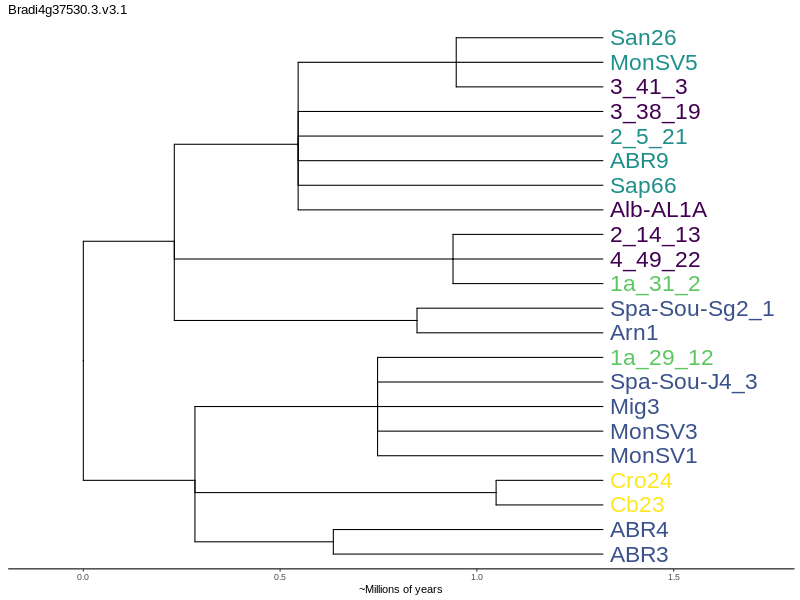 Bradi4g37530.3.v3.1
San26
MonSV5
3_41_3
3_38_19
2_5_21
ABR9
Sap66
Alb-AL1A
2_14_13
4_49_22
1a_31_2
Spa-Sou-Sg2_1
Arn1
1a_29_12
Spa-Sou-J4_3
Mig3
MonSV3
MonSV1
Cro24
Cb23
ABR4
ABR3
0.0 0.5 1.0 1.5
~Millions of years